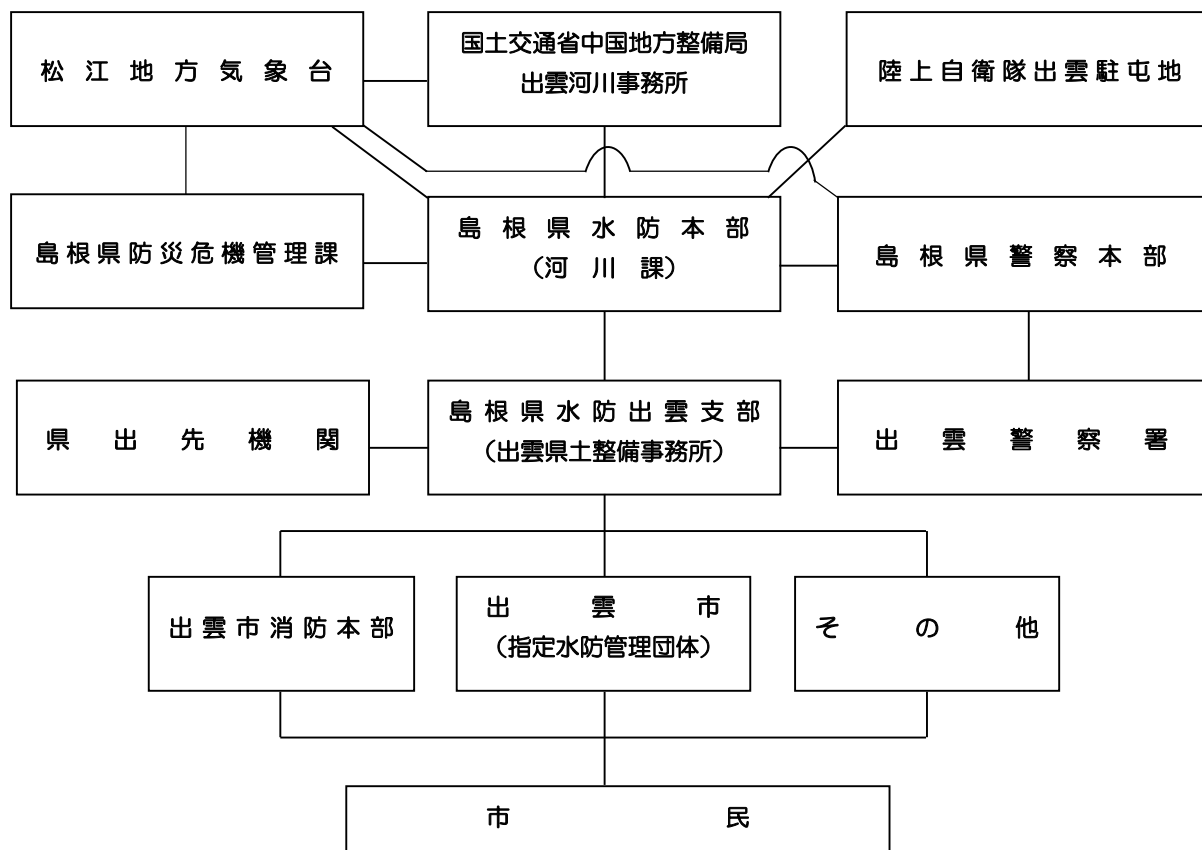 松江地方気象台
国土交通省中国地方整備局
出雲河川事務所
陸上自衛隊出雲駐屯地
島根県防災危機管理課
島根県水防本部
（河川課）
島根県警察本部
県出先機関
島根県水防出雲支部
（出雲県土整備事務所）
出雲警察署
出雲市消防本部
出雲市
（指定水防管理団体）
その他
市民